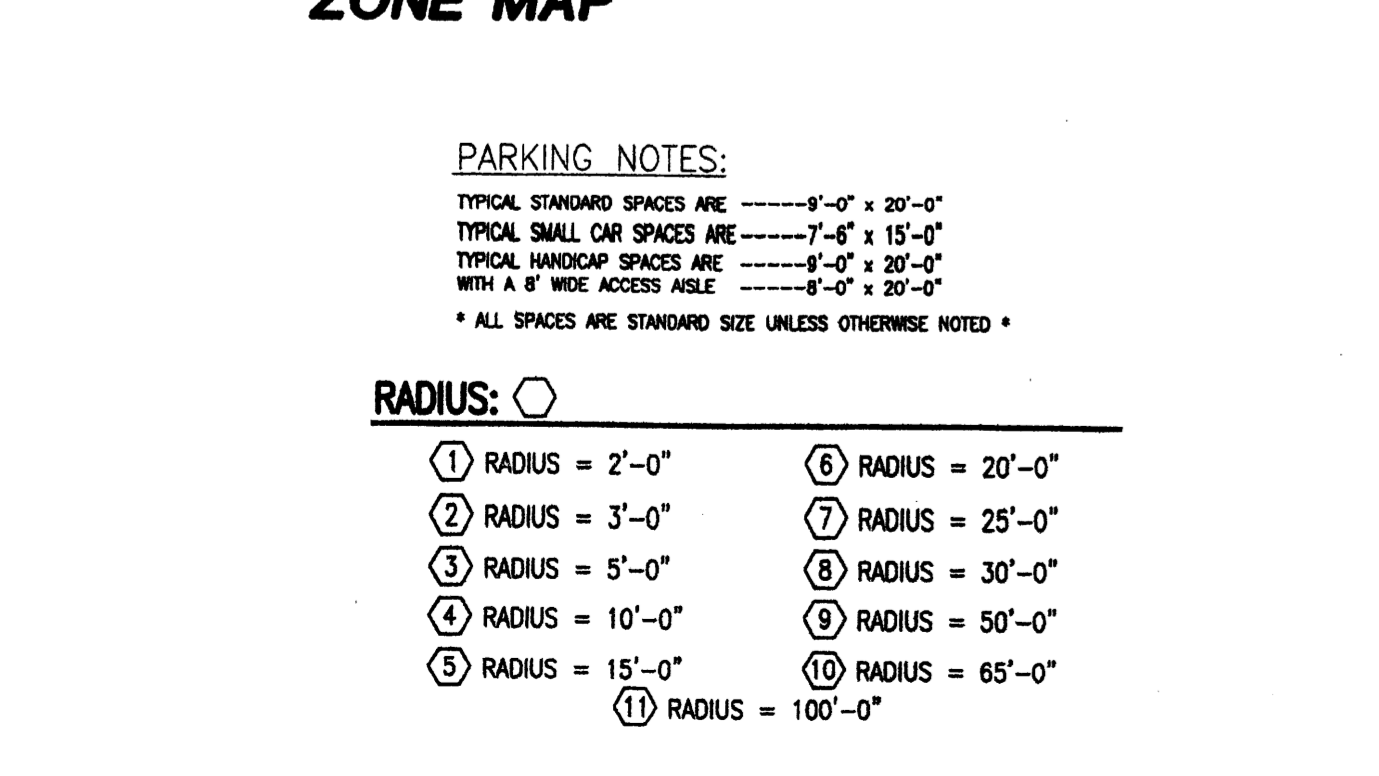 ZONE MAP
PARKING NOTES:
TYPICAL STANDARD SPACES ARE -----9'-0" x 20'-0"
TYPICAL SMALL CAR SPACES ARE-----7'-6" x 15'-0"
TYPICAL HANDICAP SPACES ARE -----9'-0" x 20'-0"
WITH A 8' WIDE ACCESS AISLE -----8'-0" x 20'-0"
* ALL SPACES ARE STANDARD SIZE UNLESS OTHERWISE NOTED *
RADIUS:
1 RADIUS = 2'-0"
2 RADIUS = 3'-0"
3 RADIUS = 5'-0"
4 RADIUS = 10'-0"
5 RADIUS = 15'-0"
6 RADIUS = 20'-0"
7 RADIUS = 25'-0"
8 RADIUS = 30'-0"
9 RADIUS = 50'-0"
10 RADIUS = 65'-0"
11 RADIUS = 100'-0"